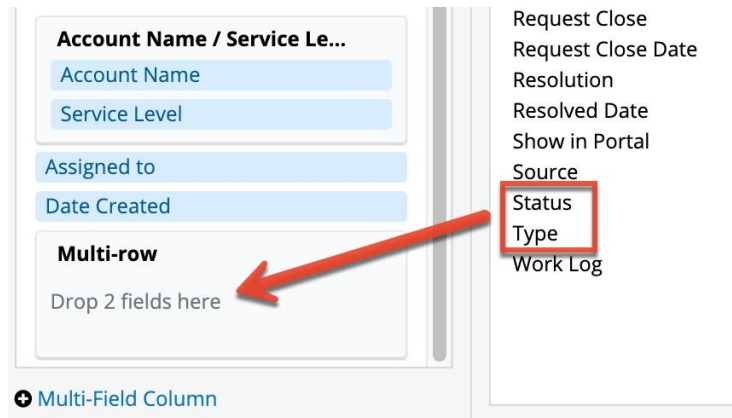 Account Name / Service Le...
Account Name
Service Level
Assigned to
Date Created
Multi-row
Drop 2 fields here
Multi-Field Column
Request Close
Request Close Date
Resolution
Resolved Date
Show in Portal
Source
Status
Type
Work Log